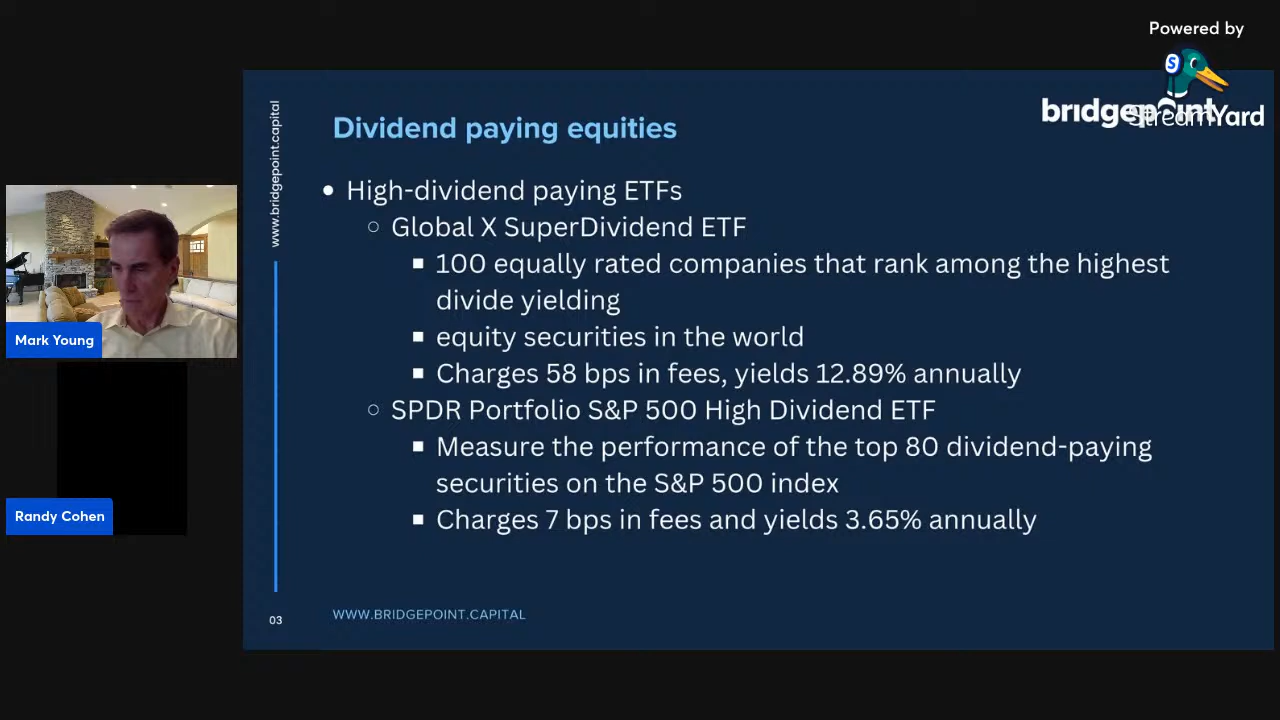 Powered by
StreamYard
bridgepoint
www.bridgepoint.capital
Dividend paying equities
High-dividend paying ETFs
Global X SuperDividend ETF
100 equally rated companies that rank among the highest
divide yielding
equity securities in the world
Charges 58 bps in fees, yields 12.89% annually
SPDR Portfolio S&P 500 High Dividend ETF
Measure the performance of the top 80 dividend-paying
securities on the S&P 500 index
Charges 7 bps in fees and yields 3.65% annually
03
WWW.BRIDGEPOINT.CAPITAL
Mark Young
Randy Cohen